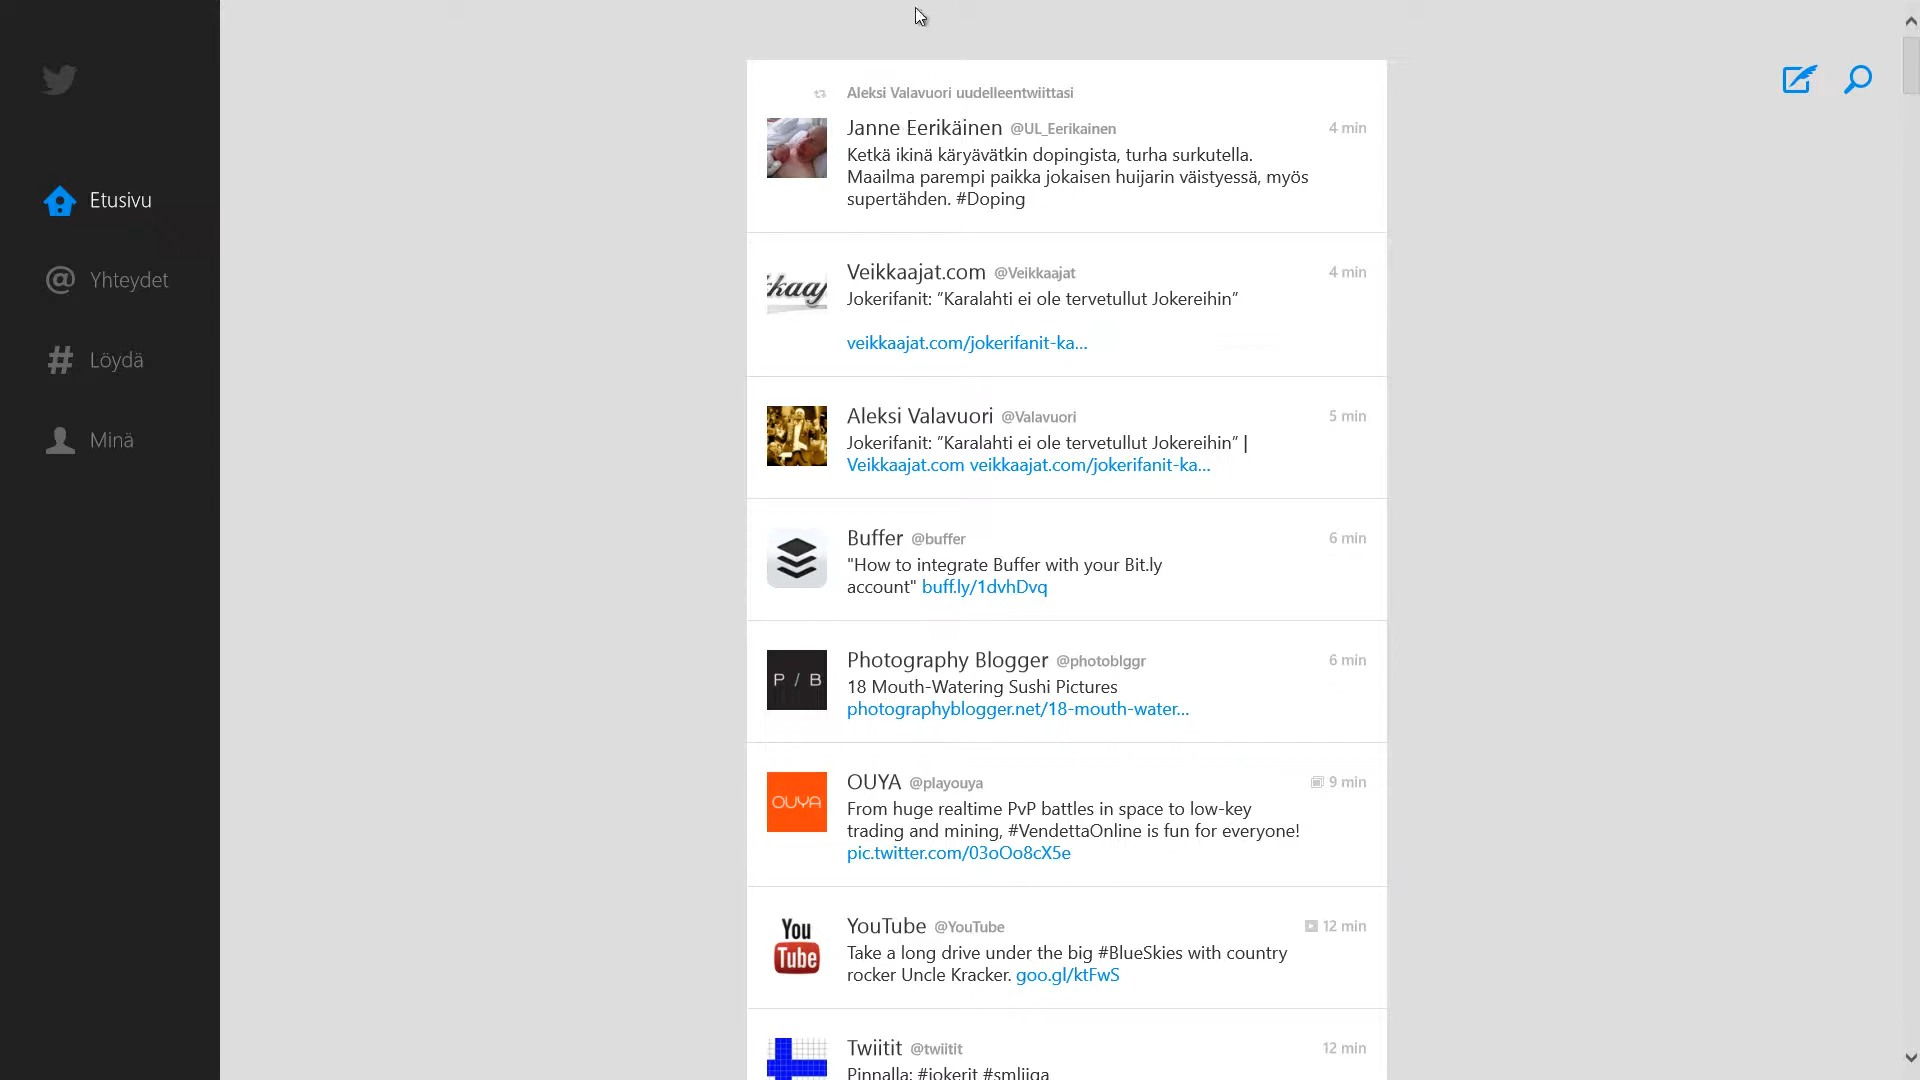 Etusivu
Yhteydet
Löydä
Minä
Aleksi Valavuori uudelleentwiittasi
Janne Eerikäinen @UL_Eerikainen 4 min
Ketkä ikinä käryävätkin dopingista, turha surkutella.
Maailma parempi paikka jokaisen huijarin väistyessä, myös
supertähden. #Doping
Veikkaajat.com @Veikkaajat 4 min
Jokerifanit: ”Karalahti ei ole tervetullut Jokereihin”
veikkaajat.com/jokerifanit-ka...
Aleksi Valavuori @Valavuori 5 min
Jokerifanit: ”Karalahti ei ole tervetullut Jokereihin” |
Veikkaajat.com veikkaajat.com/jokerifanit-ka...
Buffer @buffer 6 min
"How to integrate Buffer with your Bit.ly
account" buff.ly/1dvhDvq
P / B
Photography Blogger @photoblggr 6 min
18 Mouth-Watering Sushi Pictures
photographyblogger.net/18-mouth-water...
OUYA
OUYA @playouya 9 min
From huge realtime PvP battles in space to low-key
trading and mining, #VendettaOnline is fun for everyone!
pic.twitter.com/03oOo8cX5e
You
Tube
YouTube @YouTube 12 min
Take a long drive under the big #BlueSkies with country
rocker Uncle Kracker. goo.gl/ktFwS
Twiitit @twiitit 12 min
Pinnalla: #jokerit #smliiga